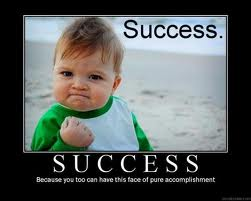 Success.
SUCCESS
Because you too can have this face of pure accomplishment